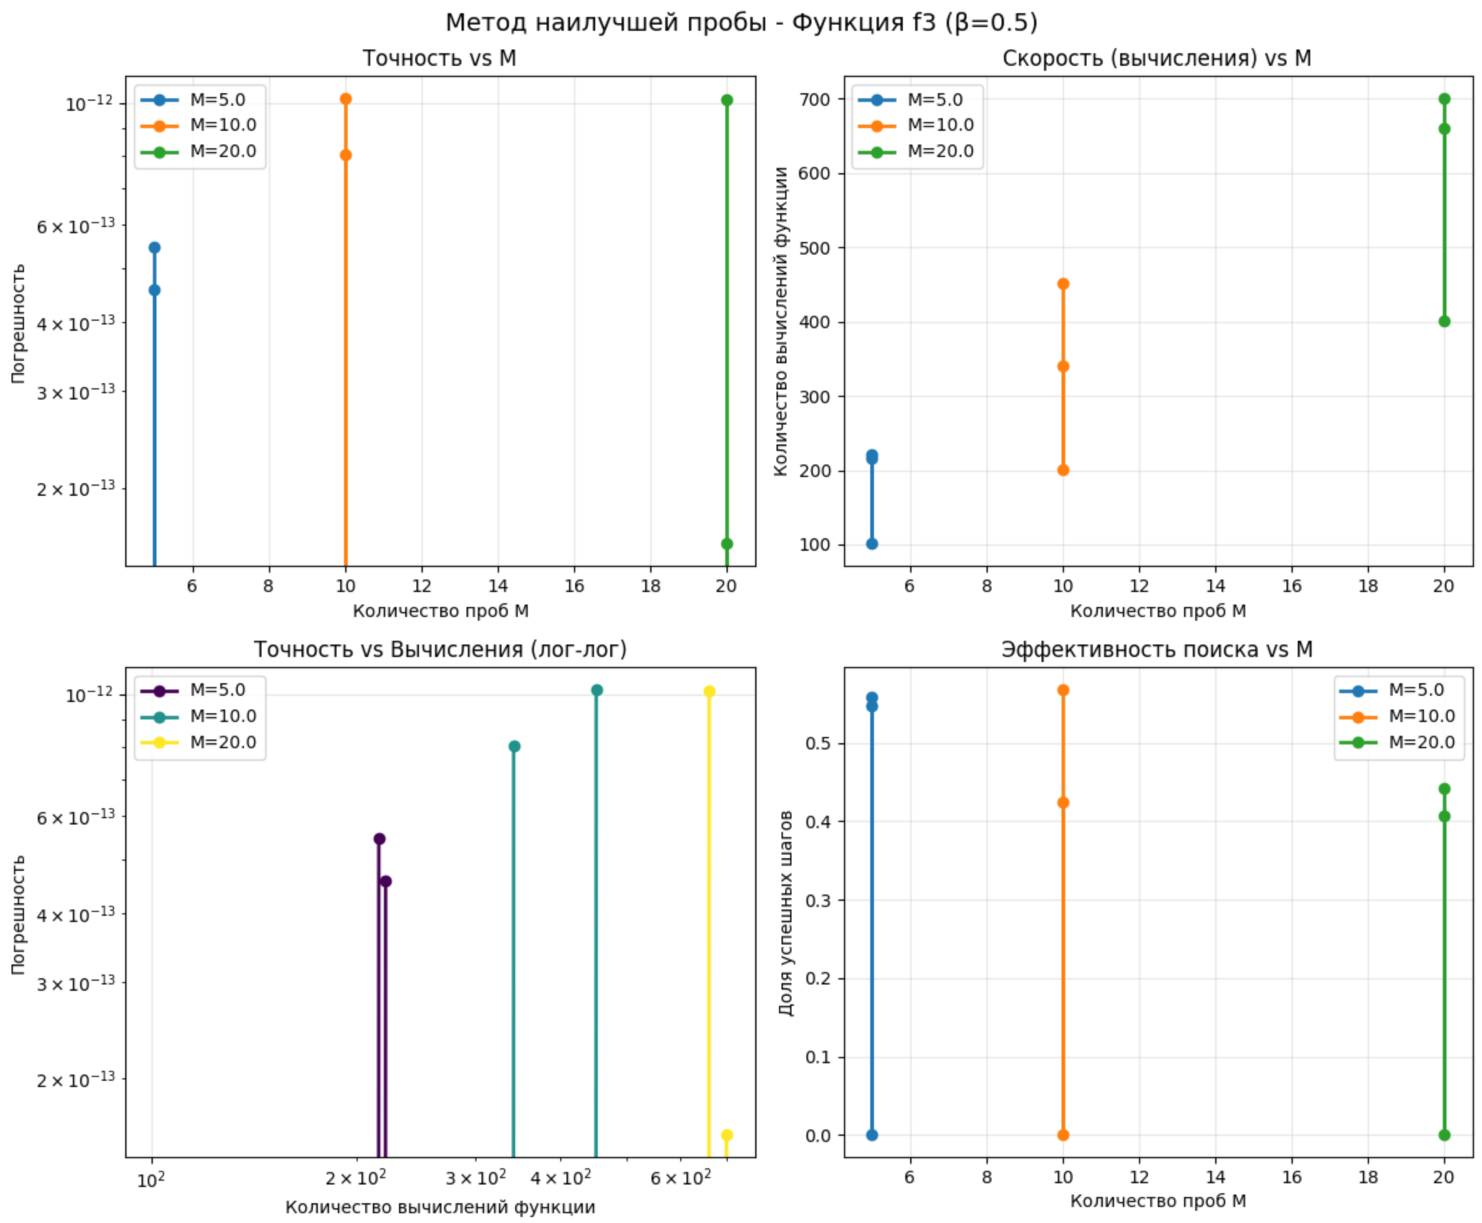 Метод наилучшей пробы - Функция f3 (β=0.5)
Точность vs M
M=5.0
M=10.0
M=20.0
10⁻¹²
6 × 10⁻¹³
4 × 10⁻¹³
3 × 10⁻¹³
2 × 10⁻¹³
Погрешность
6 8 10 12 14 16 18 20
Количество проб M
Скорость (вычисления) vs M
M=5.0
M=10.0
M=20.0
700
600
500
400
300
200
100
Количество вычислений функции
6 8 10 12 14 16 18 20
Количество проб M
Точность vs Вычисления (лог-лог)
M=5.0
M=10.0
M=20.0
10⁻¹²
6 × 10⁻¹³
4 × 10⁻¹³
3 × 10⁻¹³
2 × 10⁻¹³
Погрешность
10² 2 × 10² 3 × 10² 4 × 10² 6 × 10²
Количество вычислений функции
Эффективность поиска vs M
M=5.0
M=10.0
M=20.0
0.5
0.4
0.3
0.2
0.1
0.0
Доля успешных шагов
6 8 10 12 14 16 18 20
Количество проб M